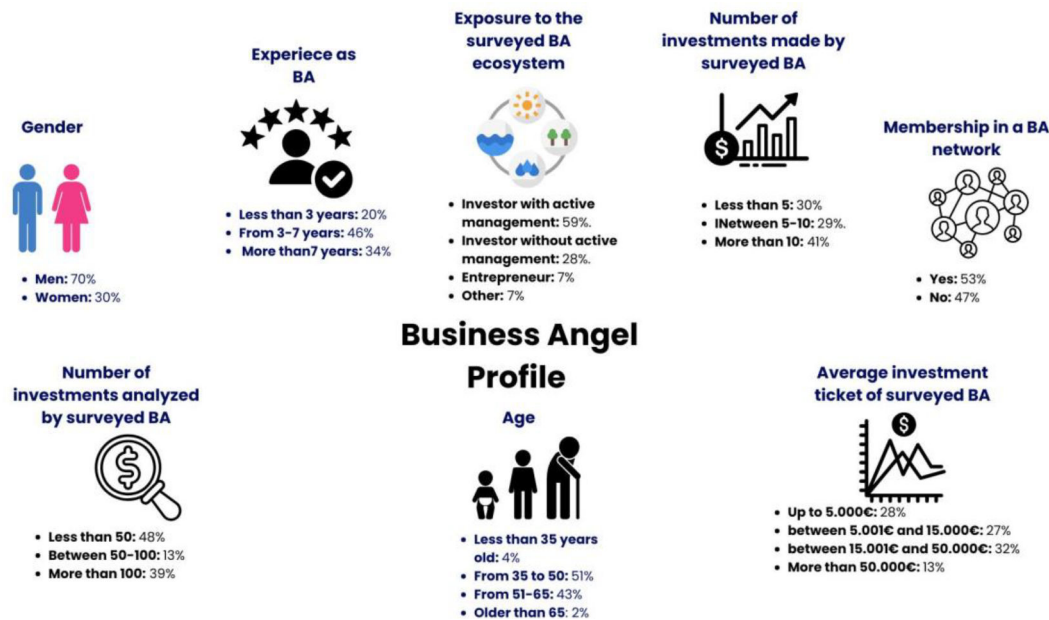 Gender
• Men: 70%
• Women: 30%
Experiece as
BA
• Less than 3 years: 20%
• From 3-7 years: 46%
• More than7 years: 34%
Exposure to the
surveyed BA
ecosystem
• Investor with active
management: 59%.
• Investor without active
management: 28%.
• Entrepreneur: 7%
• Other: 7%
Number of
investments made by
surveyed BA
$
• Less than 5: 30%
• INetween 5-10: 29%.
• More than 10: 41%
Membership in a BA
network
• Yes: 53%
• No: 47%
Business Angel
Profile
Number of
investments analyzed
by surveyed BA
$
• Less than 50: 48%
• Between 50-100: 13%
• More than 100: 39%
Age
• Less than 35 years
old: 4%
• From 35 to 50: 51%
• From 51-65: 43%
• Older than 65: 2%
Average investment
ticket of surveyed BA
$
• Up to 5.000€: 28%
• between 5.001€ and 15.000€: 27%
• between 15.001€ and 50.000€: 32%
• More than 50.000€: 13%